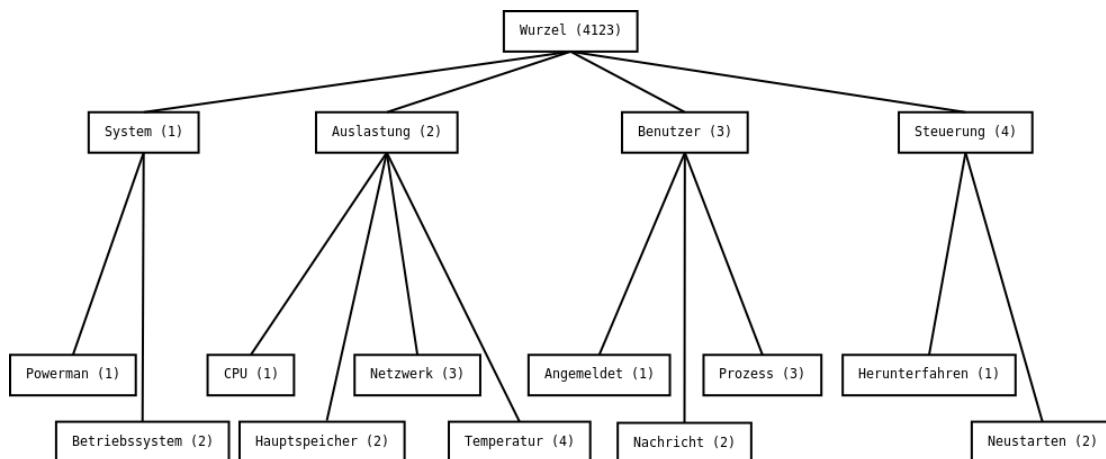 Wurzel (4123)
System (1)
Auslastung (2)
Benutzer (3)
Steuerung (4)
Powerman (1)
CPU (1)
Netzwerk (3)
Angemeldet (1)
Prozess (3)
Herunterfahren (1)
Betriebssystem (2)
Hauptspeicher (2)
Temperatur (4)
Nachricht (2)
Neustarten (2)